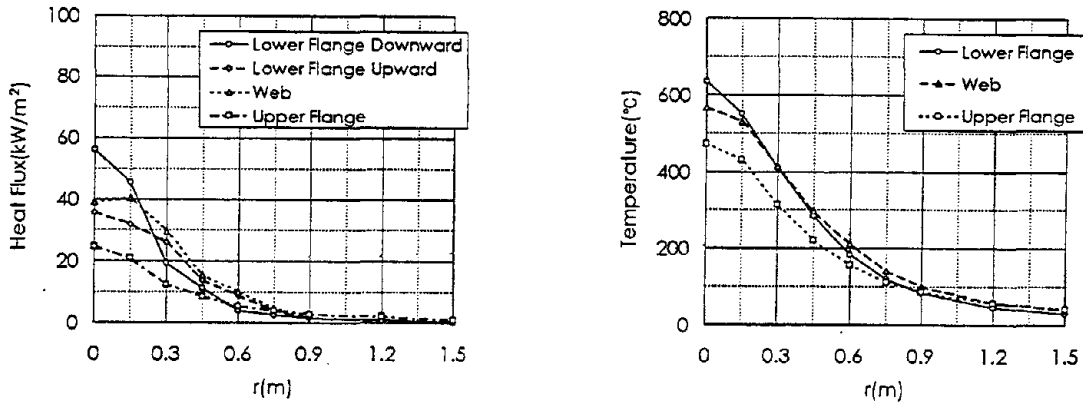 100
80
60
40
20
0
Heat Flux(kW/m²)
Lower Flange Downward
Lower Flange Upward
Web
Upper Flange
0 0.3 0.6 0.9 1.2 1.5
r(m)
800
600
400
200
0
Temperature(°C)
Lower Flange
Web
Upper Flange
0 0.3 0.6 0.9 1.2 1.5
r(m)